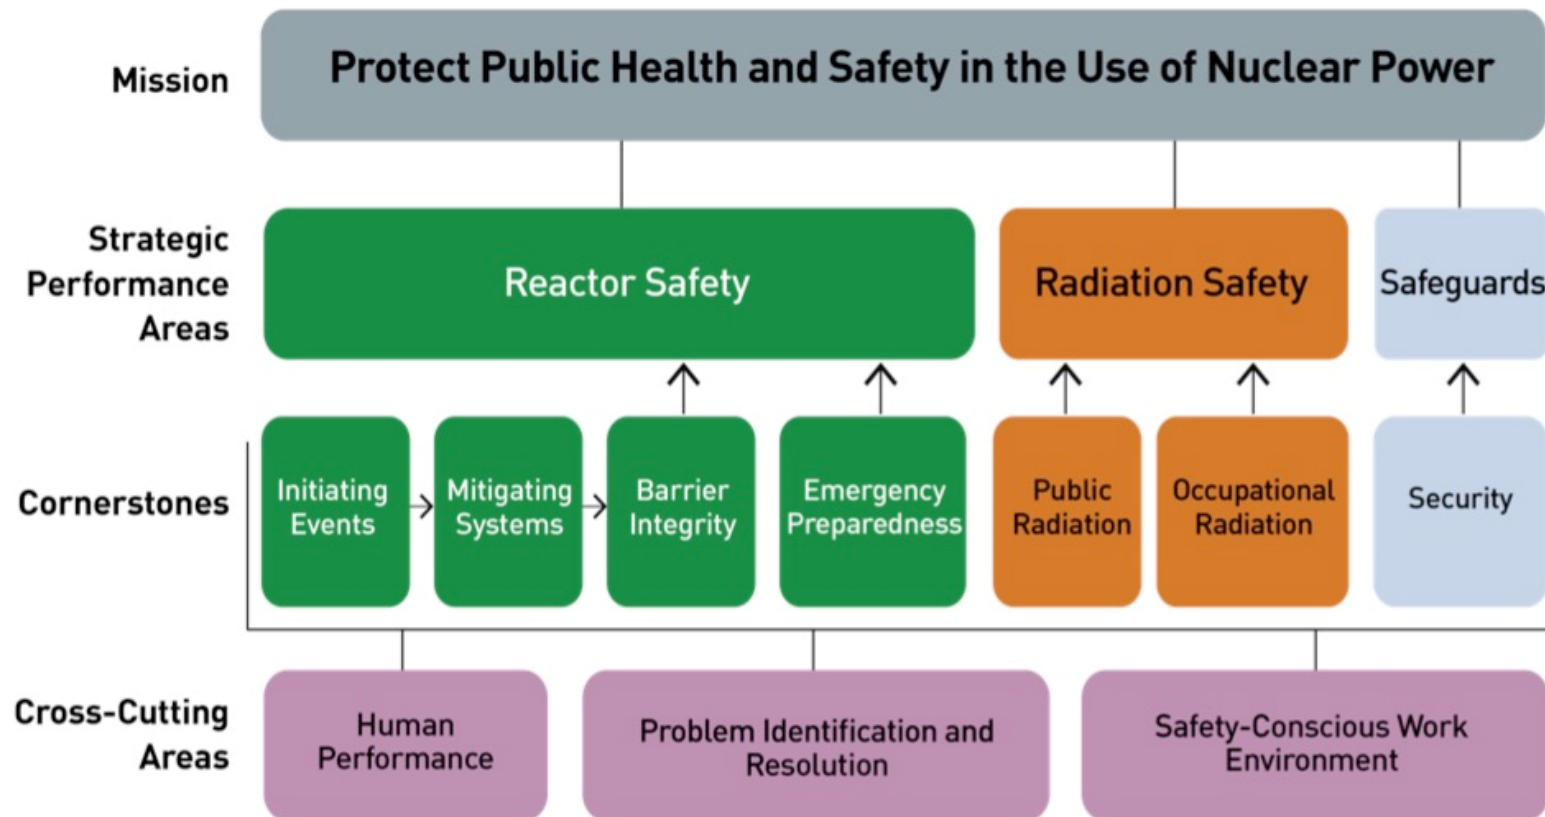 Mission
Protect Public Health and Safety in the Use of Nuclear Power
Strategic
Performance
Areas
Reactor Safety
Radiation Safety
Safeguards
Cornerstones
Initiating
Events
Mitigating
Systems
Barrier
Integrity
Emergency
Preparedness
Public
Radiation
Occupational
Radiation
Security
Cross-Cutting
Areas
Human
Performance
Problem Identification and
Resolution
Safety-Conscious Work
Environment